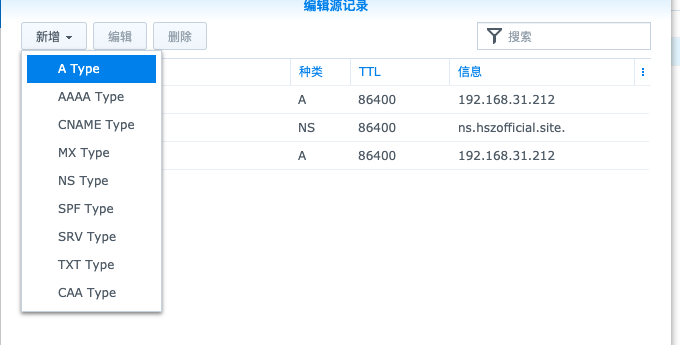 编辑源记录
新增 编辑 删除 搜索
A Type
种类 TTL 信息
AAAA Type
A 86400 192.168.31.212
CNAME Type
NS 86400 ns.hszofficial.site.
MX Type
A 86400 192.168.31.212
NS Type
SPF Type
SRV Type
TXT Type
CAA Type